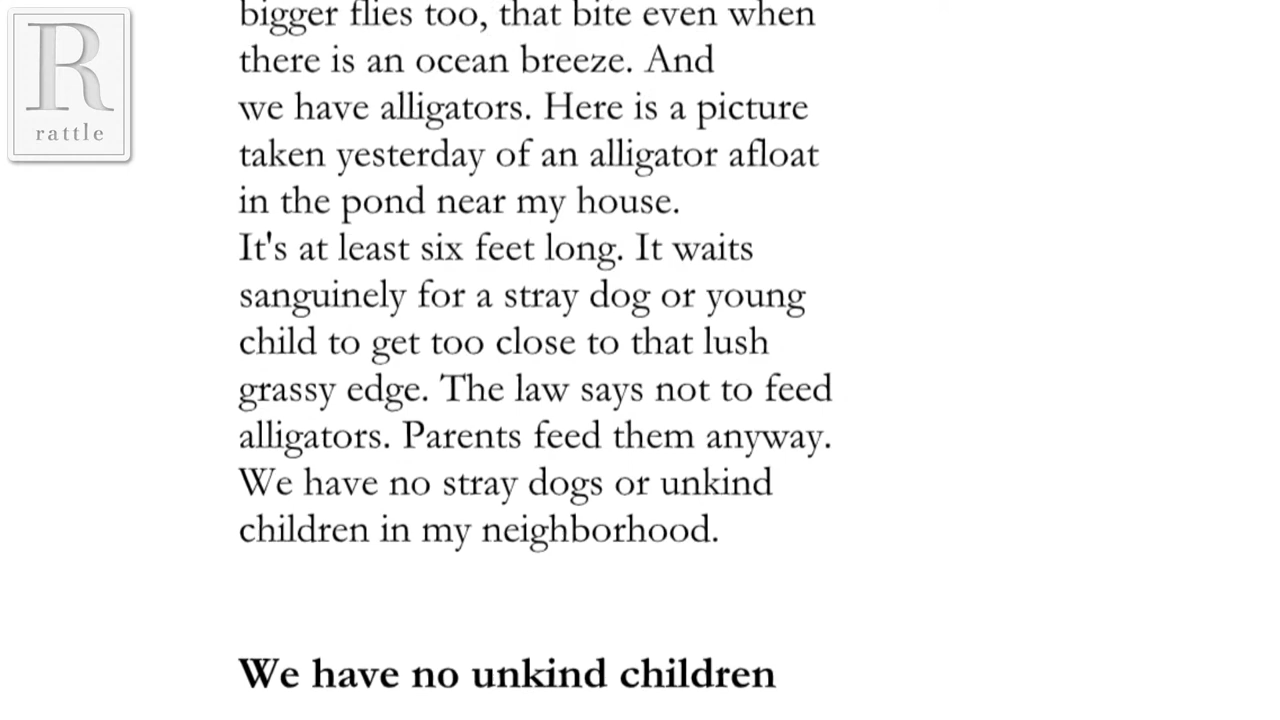 R
rattle
bigger flies too, that bite even when
there is an ocean breeze. And
we have alligators. Here is a picture
taken yesterday of an alligator afloat
in the pond near my house.
It's at least six feet long. It waits
sanguinely for a stray dog or young
child to get too close to that lush
grassy edge. The law says not to feed
alligators. Parents feed them anyway.
We have no stray dogs or unkind
children in my neighborhood.
We have no unkind children